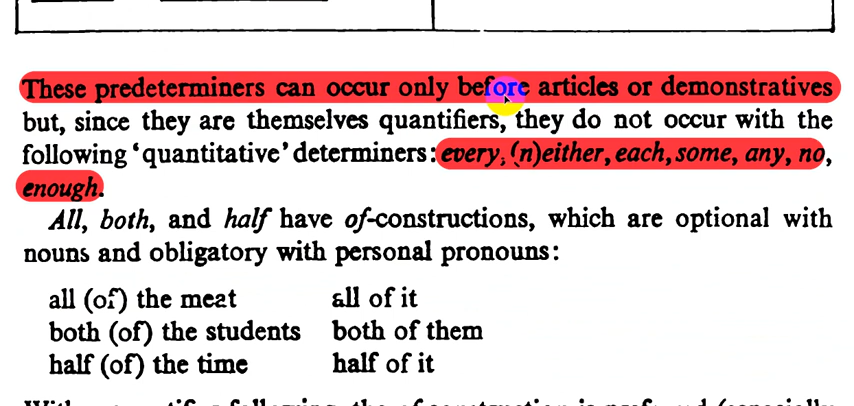 These predeterminers can occur only before articles or demonstratives
but, since they are themselves quantifiers, they do not occur with the
following ‘quantitative’ determiners: every, (n)either, each, some, any, no,
enough.
All, both, and half have of-constructions, which are optional with
nouns and obligatory with personal pronouns:
all (of) the meat all of it
both (of) the students both of them
half (of) the time half of it